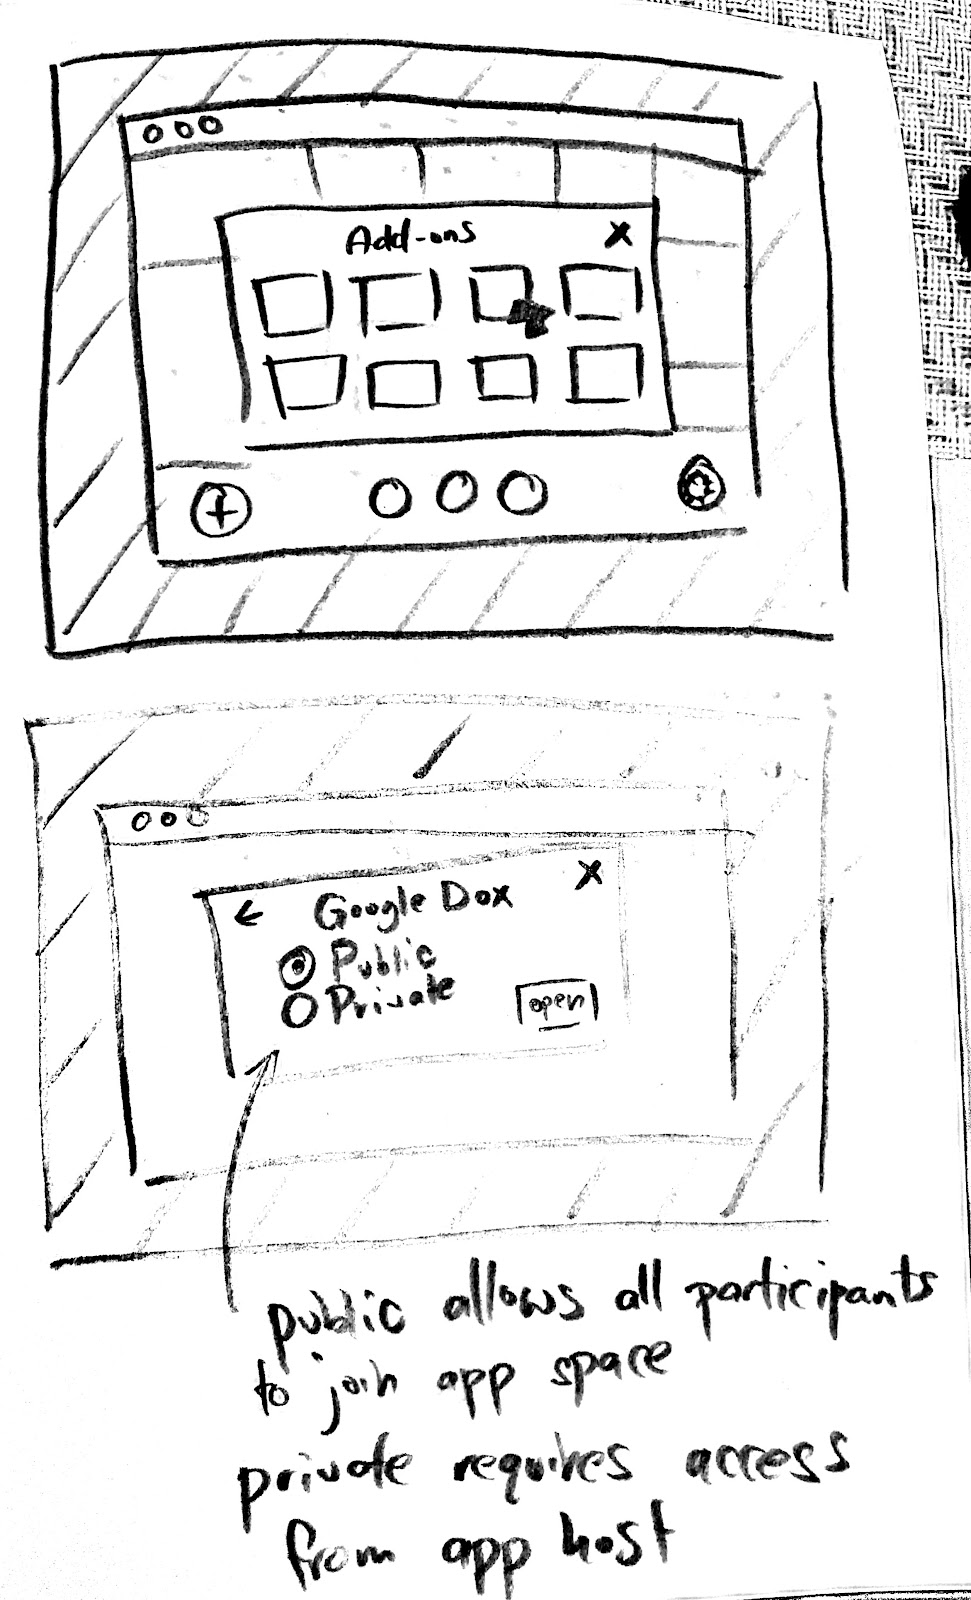 Add-ons X
← Google Dox X
Public
Private
open
public allows all participants
to join app space
private requires access
from app host